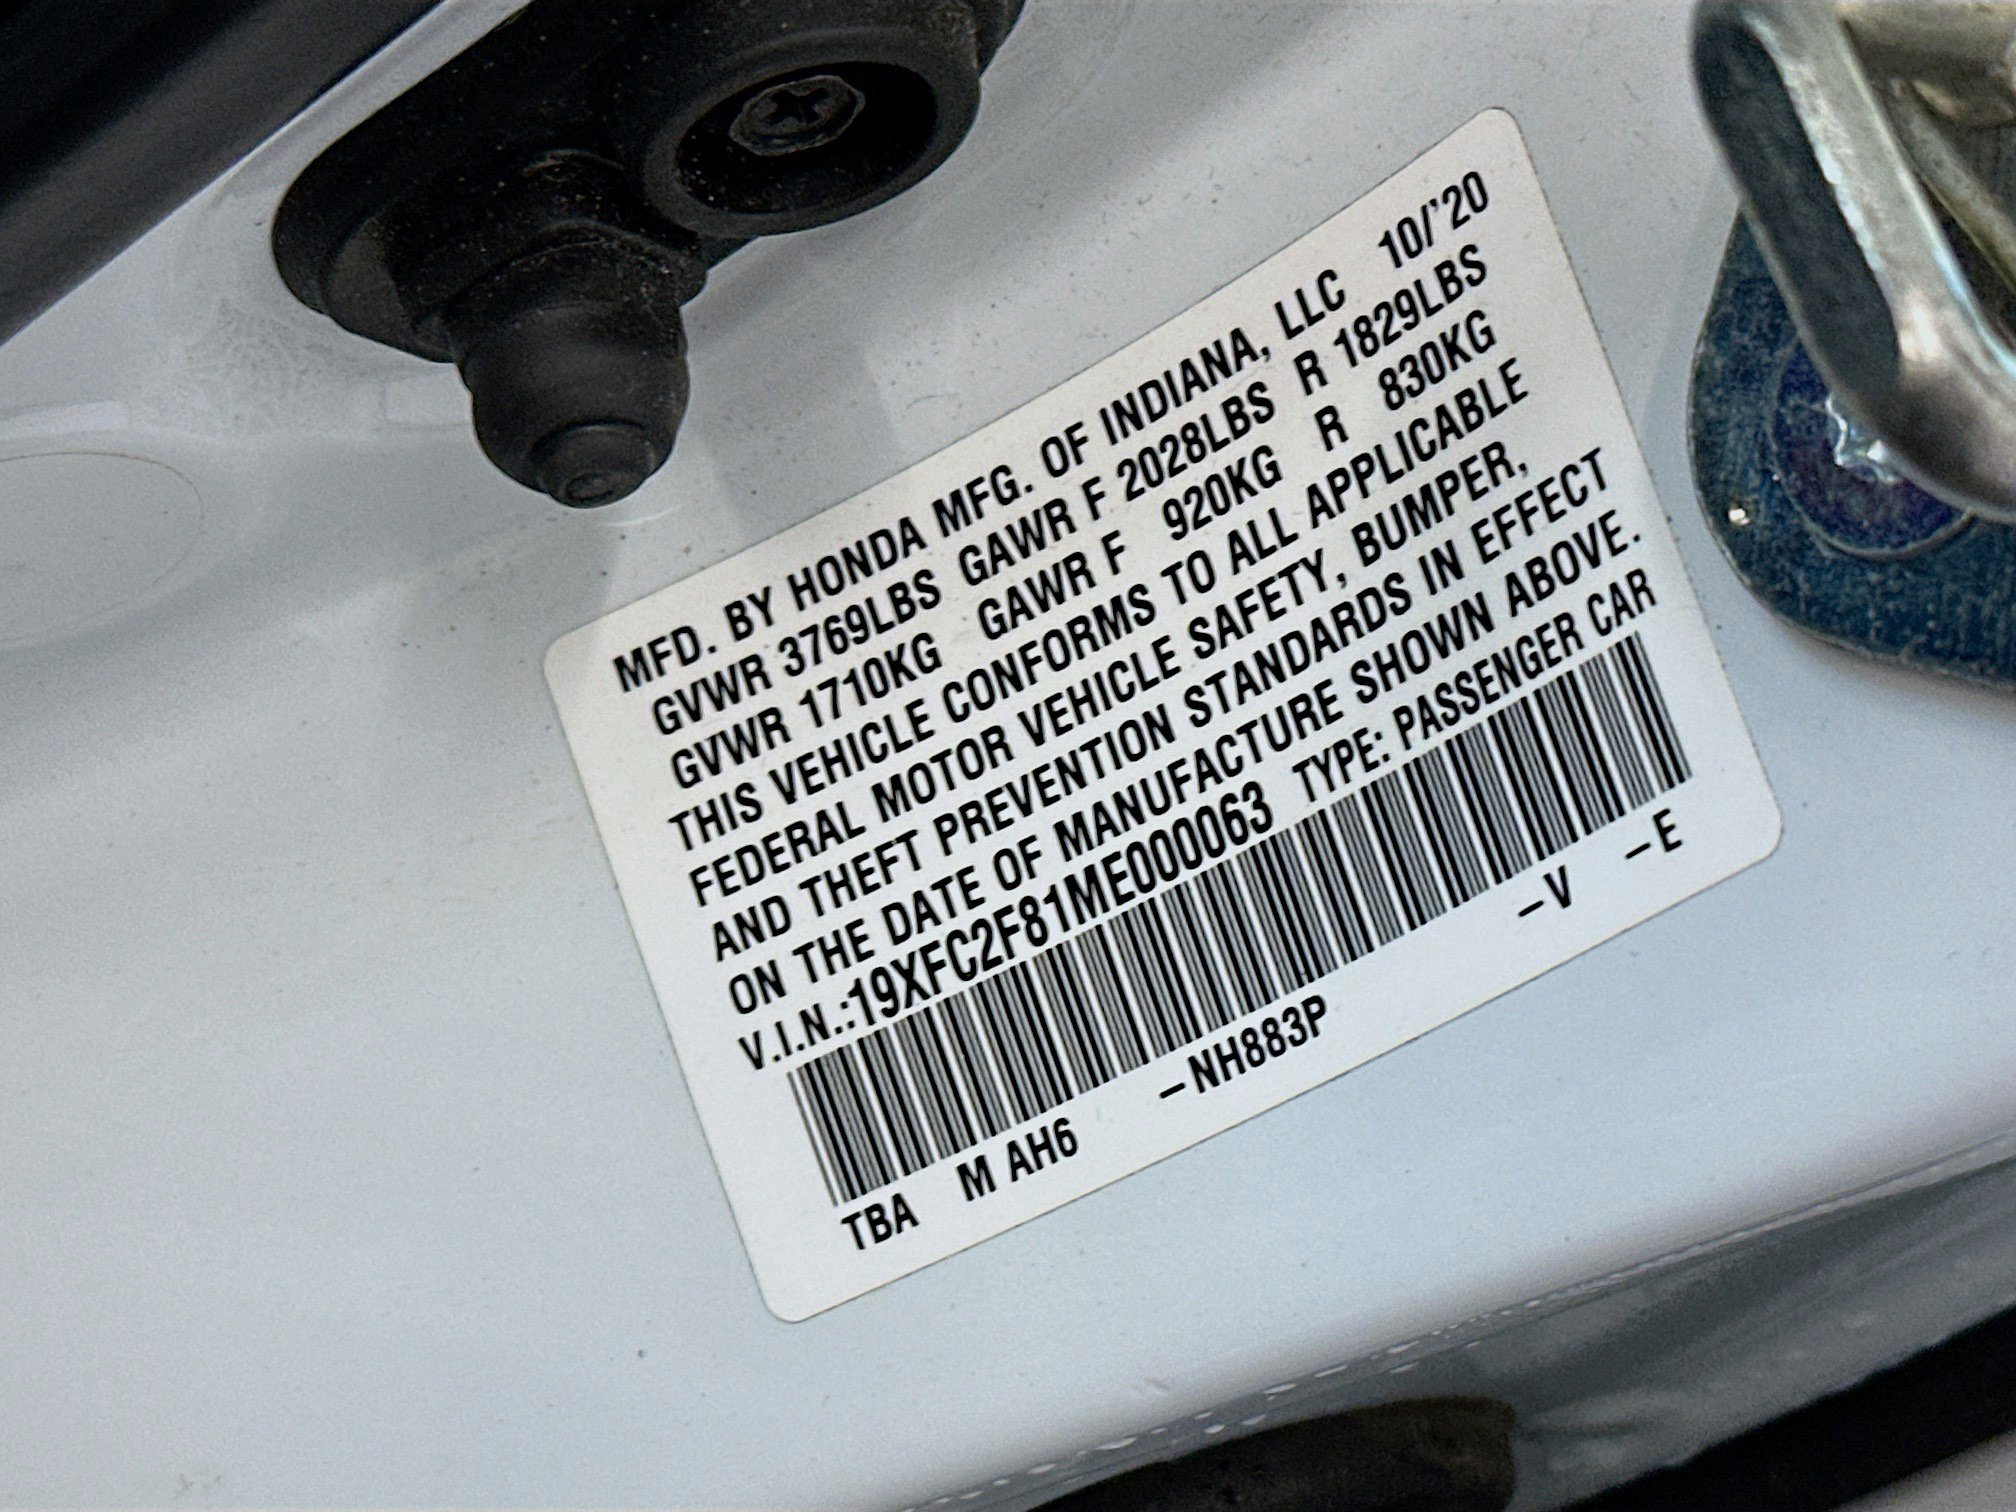 MFD. BY HONDA MFG. OF INDIANA, LLC 10/'20
GVWR 3769LBS GAWR F 2028LBS R 1829LBS
GVWR 1710KG GAWR F 920KG R 830KG
THIS VEHICLE CONFORMS TO ALL APPLICABLE
FEDERAL MOTOR VEHICLE SAFETY, BUMPER,
AND THEFT PREVENTION STANDARDS IN EFFECT
ON THE DATE OF MANUFACTURE SHOWN ABOVE.
V.I.N.:19XFC2F81ME000063 TYPE: PASSENGER CAR
TBA M AH6 –NH883P –V –E